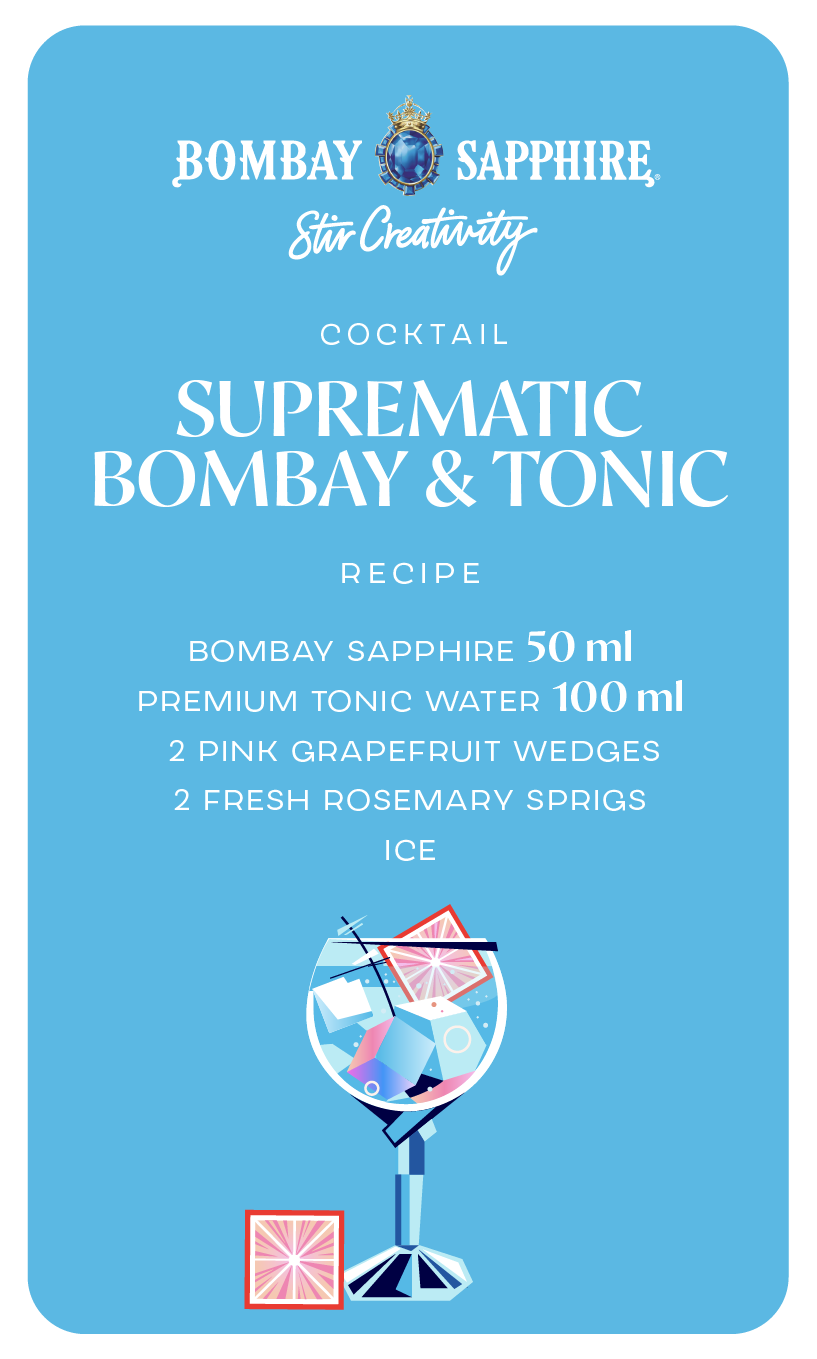 BOMBAY SAPPHIRE®
Stir Creativity
COCKTAIL
SUPREMATIC
BOMBAY & TONIC
RECIPE
BOMBAY SAPPHIRE 50 ml
PREMIUM TONIC WATER 100 ml
2 PINK GRAPEFRUIT WEDGES
2 FRESH ROSEMARY SPRIGS
ICE